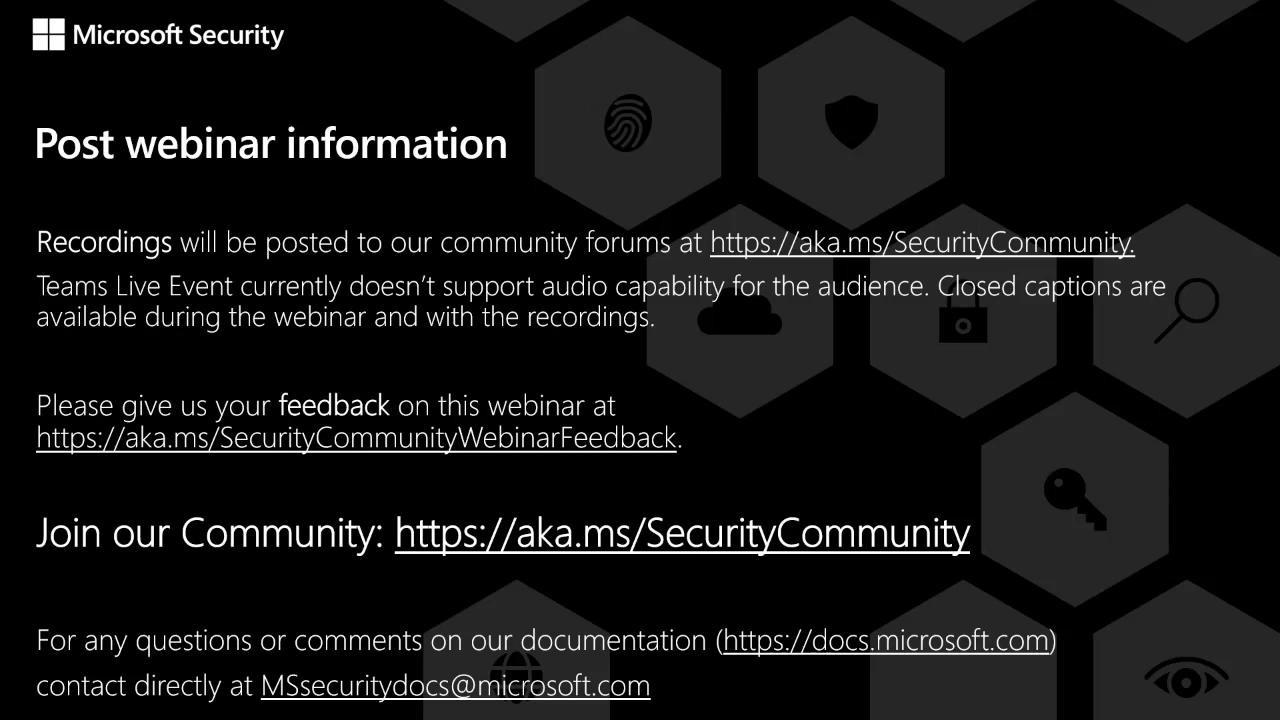 Microsoft Security
Post webinar information
Recordings will be posted to our community forums at https://aka.ms/SecurityCommunity.
Teams Live Event currently doesn't support audio capability for the audience. Closed captions are
available during the webinar and with the recordings.
Please give us your feedback on this webinar at
https://aka.ms/SecurityCommunityWebinarFeedback.
Join our Community: https://aka.ms/SecurityCommunity
For any questions or comments on our documentation (https://docs.microsoft.com)
contact directly at MSsecuritydocs@microsoft.com